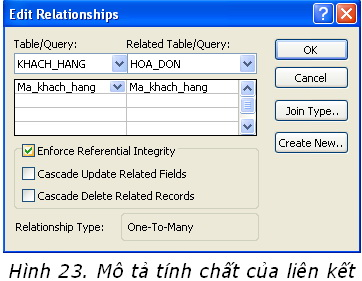 Edit Relationships
Table/Query: Related Table/Query:
KHACH_HANG HOA_DON
Ma_khach_hang Ma_khach_hang
OK
Cancel
Join Type..
Create New..
Enforce Referential Integrity
Cascade Update Related Fields
Cascade Delete Related Records
Relationship Type: One-To-Many
Hình 23. Mô tả tính chất của liên kết